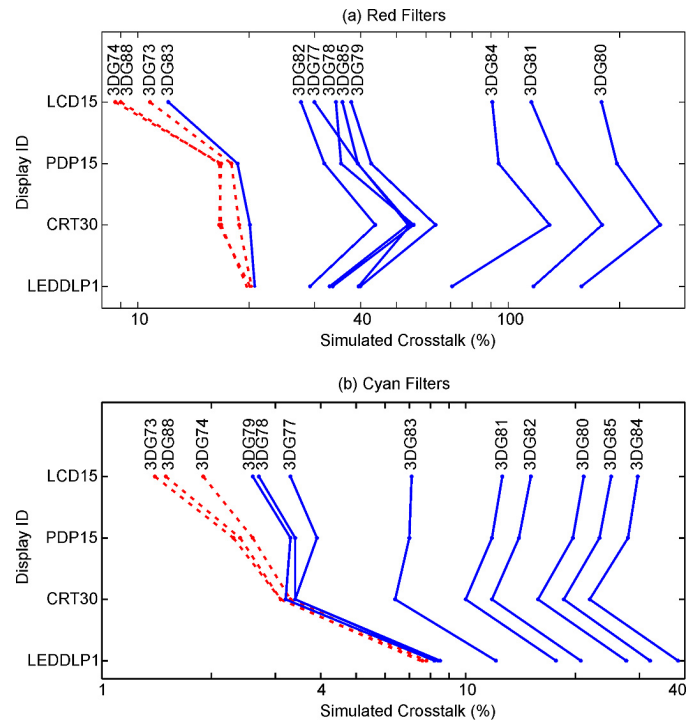 (a) Red Filters
3DG74
3DG88
3DG73
3DG83
3DG82
3DG77
3DG78
3DG85
3DG79
3DG84
3DG81
3DG80
LCD15
PDP15
CRT30
LEDDLP1
Display ID
10 40 100
Simulated Crosstalk (%)
(b) Cyan Filters
3DG73
3DG88
3DG74
3DG79
3DG78
3DG77
3DG83
3DG81
3DG82
3DG80
3DG85
3DG84
LCD15
PDP15
CRT30
LEDDLP1
Display ID
1 4 10 40
Simulated Crosstalk (%)